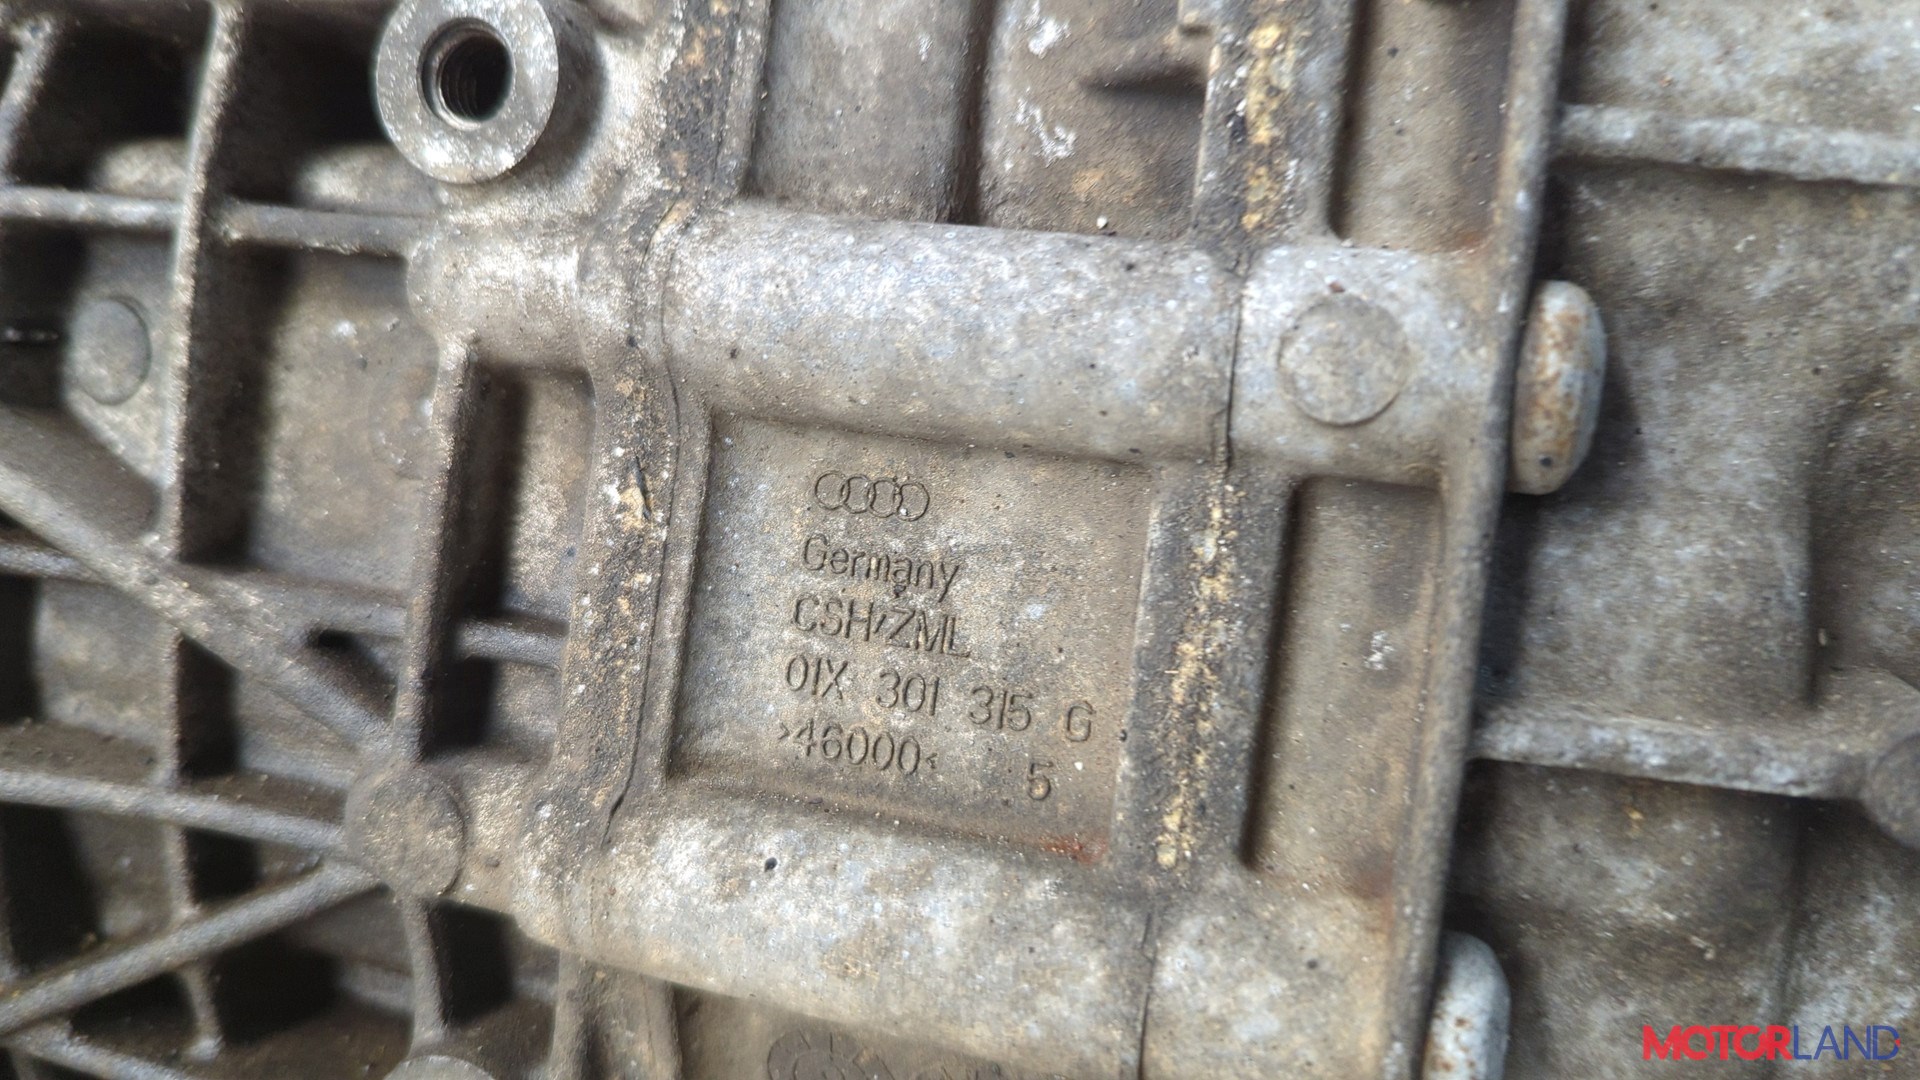 Germany
CSH/ZML
01X 301 315 G
>46000< 5
MOTORLAND